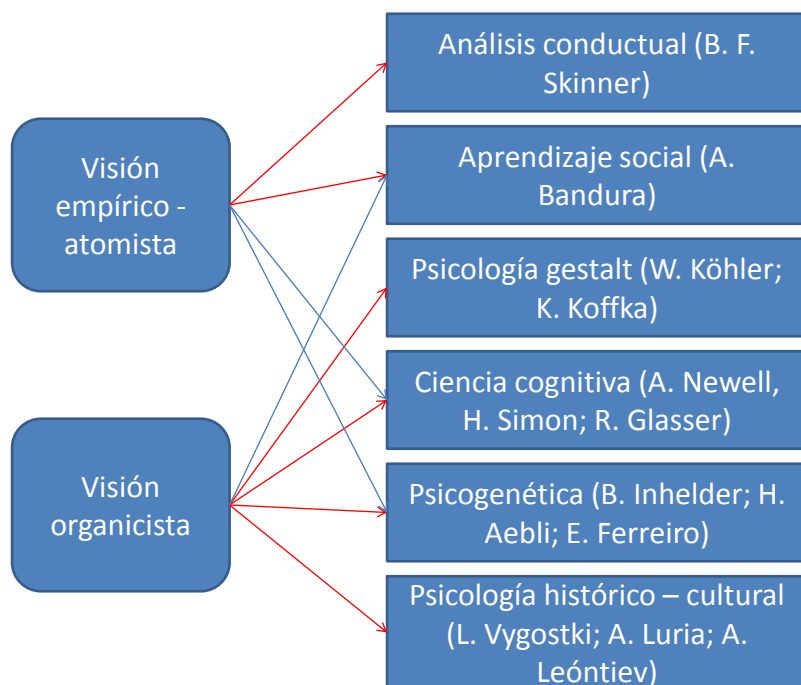 Análisis conductual (B. F.
Skinner)
Visión
empírico -
atomista
Aprendizaje social (A.
Bandura)
Psicología gestalt (W. Köhler;
K. Koffka)
Ciencia cognitiva (A. Newell,
H. Simon; R. Glasser)
Visión
organicista
Psicogenética (B. Inhelder; H.
Aebli; E. Ferreiro)
Psicología histórico – cultural
(L. Vygostki; A. Luria; A.
Leóntiev)